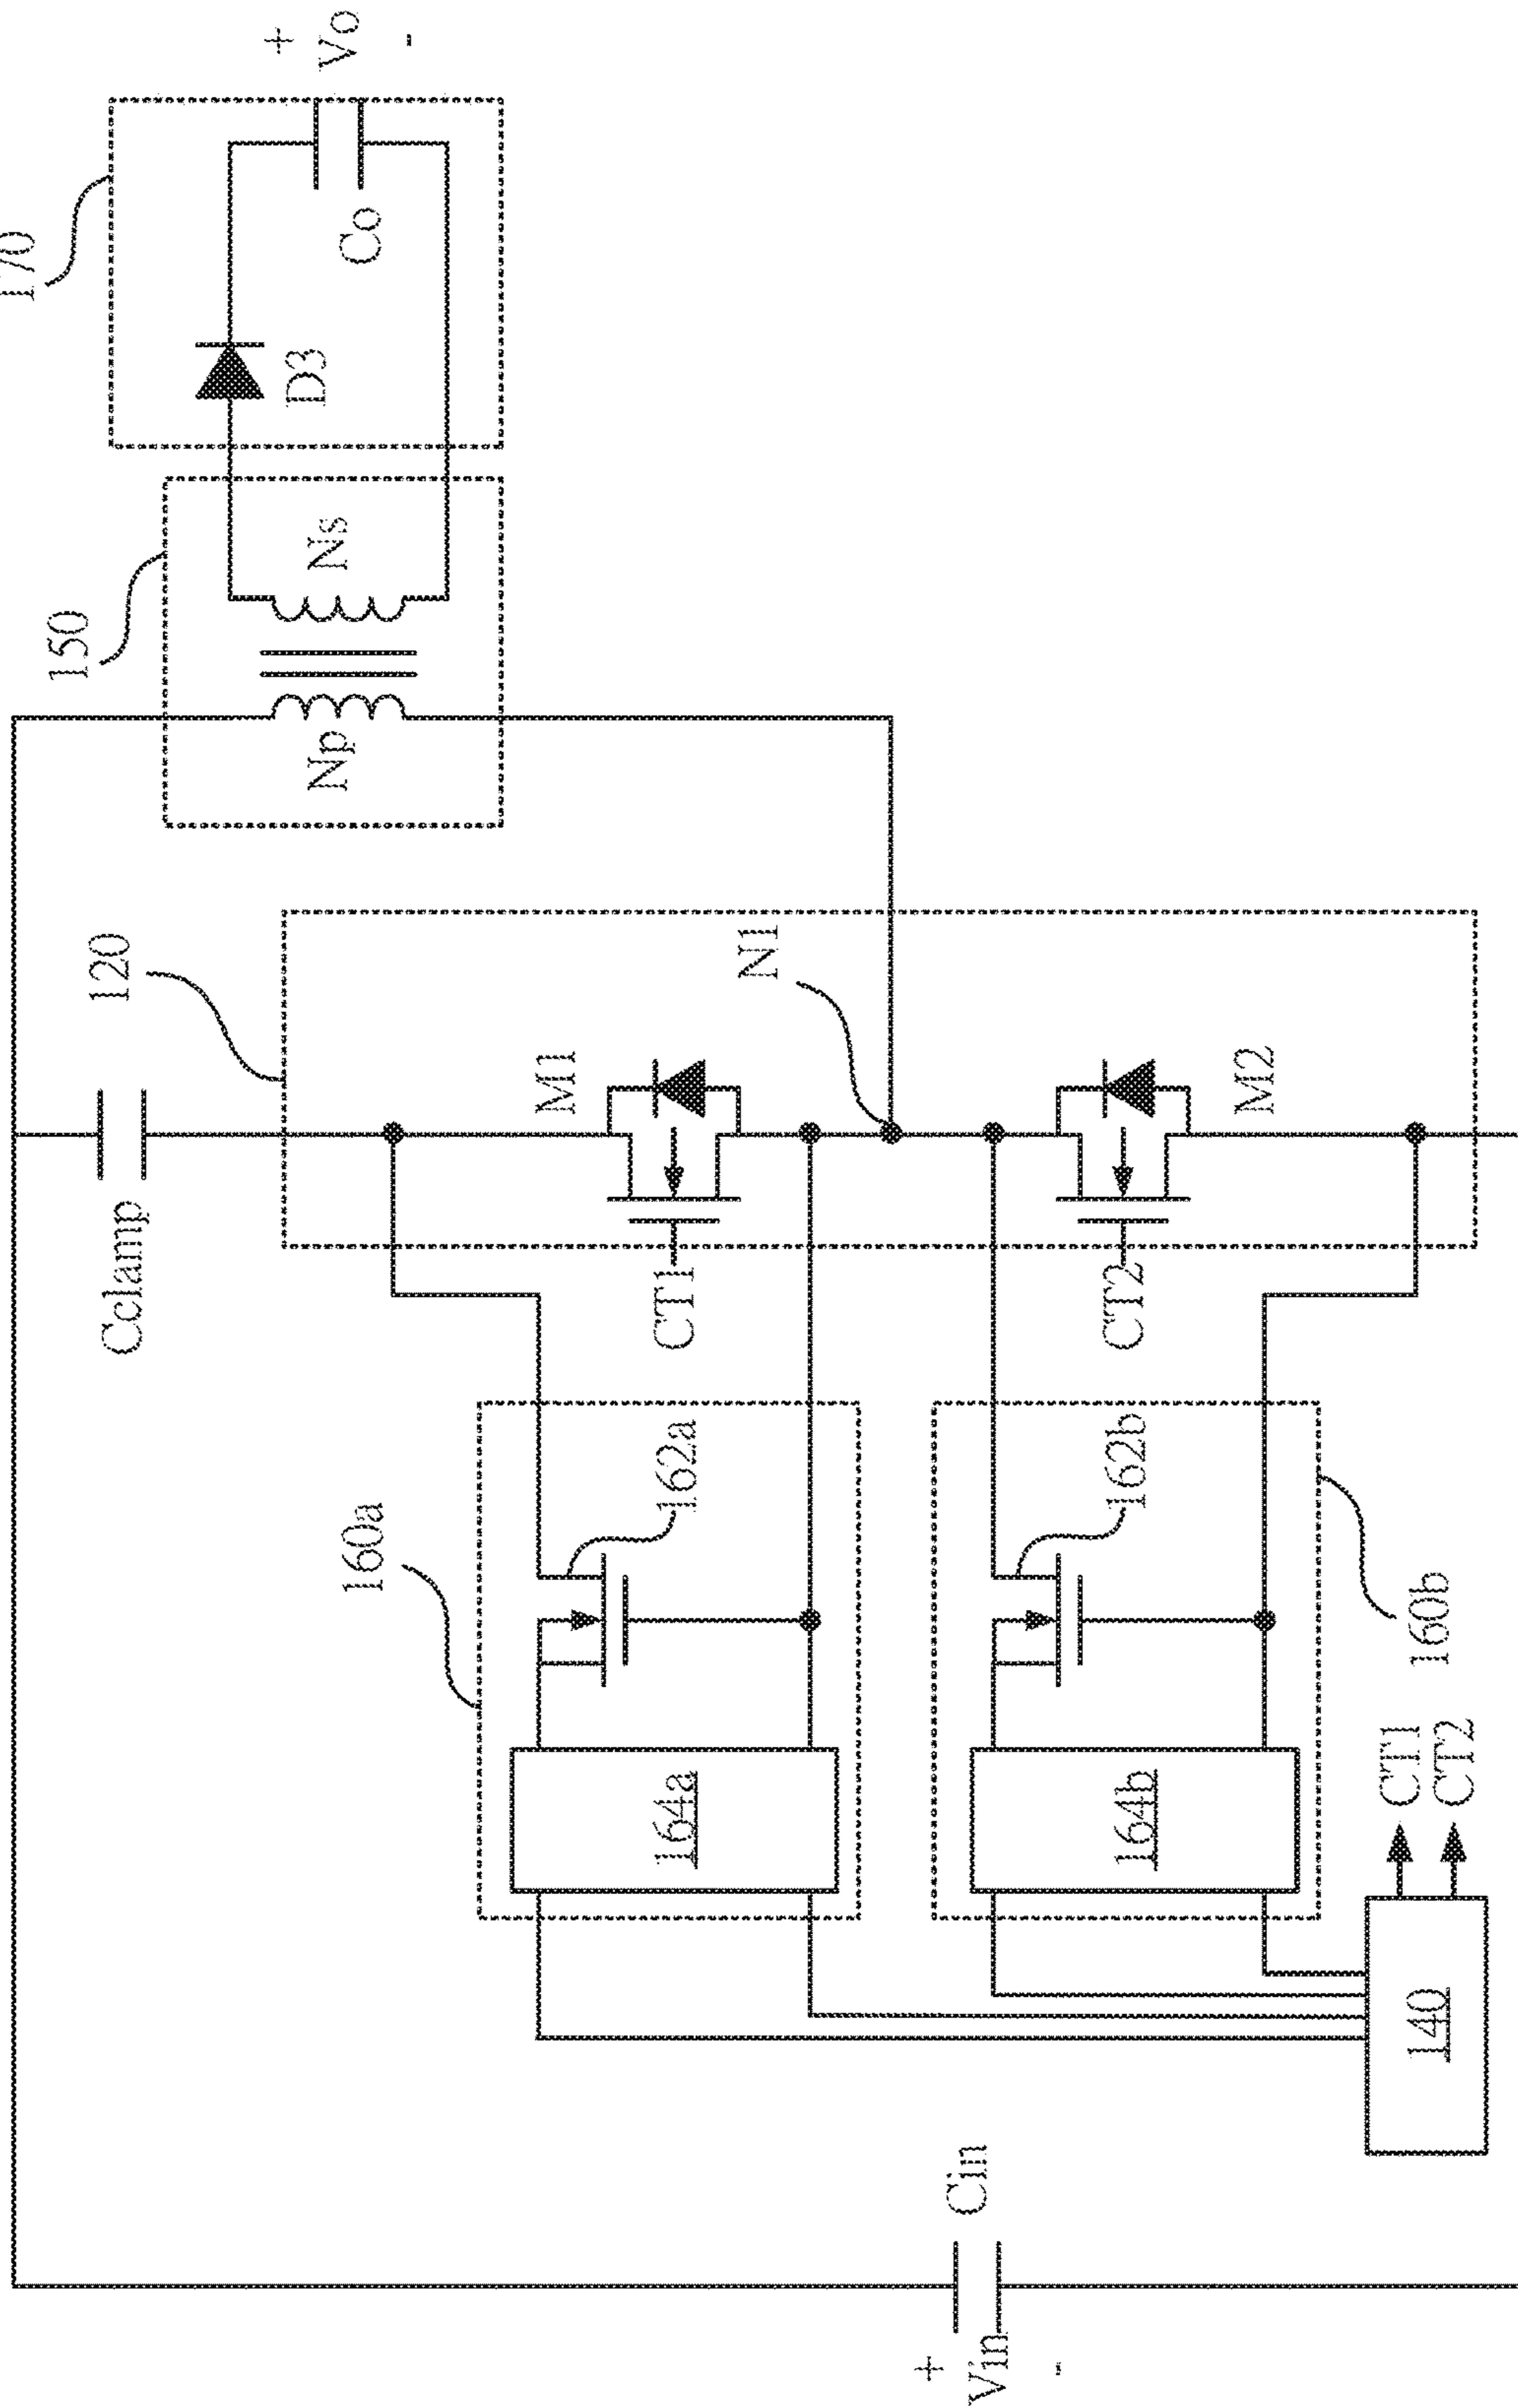 170
+
Vo
-
Co
D3
150
Ns
Np
120
Cclamp
M1
N1
M2
CT1
CT2
160a
162a
162b
160b
164a
164b
CT1
CT2
140
Cin
+
Vin
-